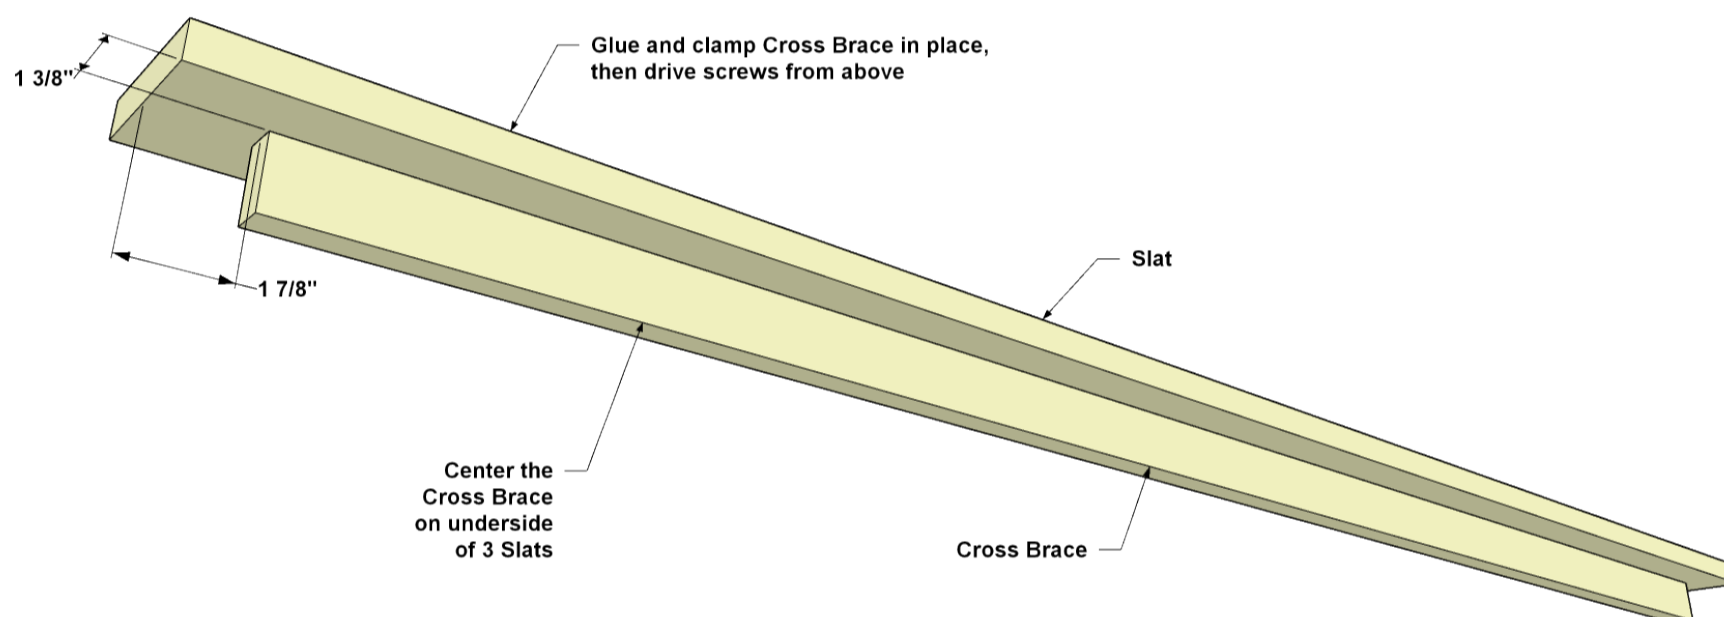 Glue and clamp Cross Brace in place,
then drive screws from above
1 3/8"
Slat
1 7/8"
Center the
Cross Brace
on underside
of 3 Slats
Cross Brace